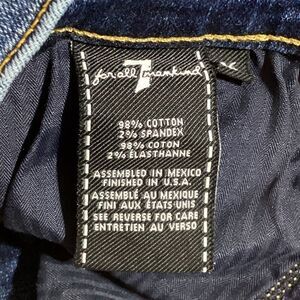 7
for all mankind
98% COTTON
2% SPANDEX
98% COTON
2% ÉLASTHANNE
ASSEMBLED IN MEXICO
FINISHED IN U.S.A.
ASSEMBLÉ AU MEXIQUE
FINI AUX ÉTATS UNIS
SEE REVERSE FOR CARE
ENTRETIEN AU VERSO